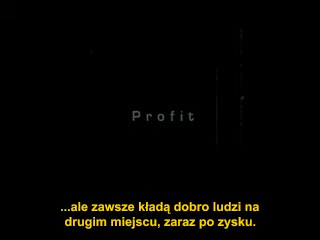 Profit
...ale zawsze kładą dobro ludzi na
drugim miejscu, zaraz po zysku.